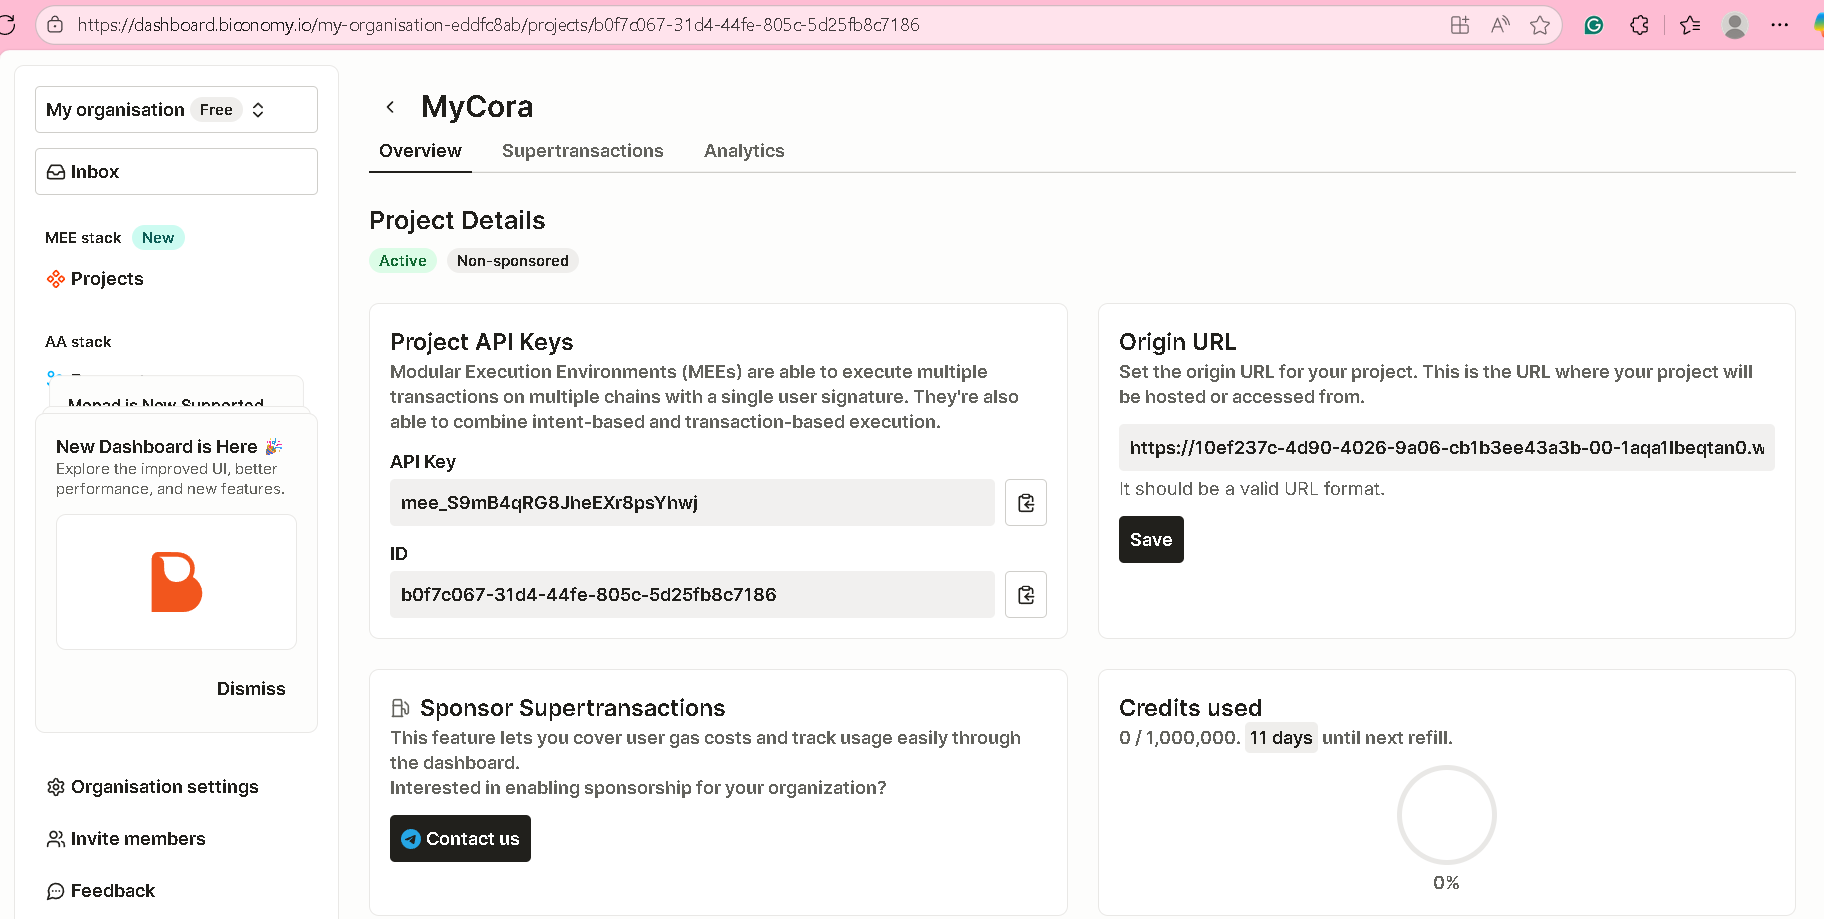 https://dashboard.biconomy.io/my-organisation-eddfc8ab/projects/b0f7c067-31d4-44fe-805c-5d25fb8c7186
My organisation Free
Inbox
MEE stack New
Projects
AA stack
Monad is Now Supported
New Dashboard is Here
Explore the improved UI, better
performance, and new features.
Dismiss
Organisation settings
Invite members
Feedback
MyCora
Overview Supertransactions Analytics
Project Details
Active Non-sponsored
Project API Keys
Modular Execution Environments (MEEs) are able to execute multiple
transactions on multiple chains with a single user signature. They're also
able to combine intent-based and transaction-based execution.
API Key
mee_S9mB4qRG8JheEXr8psYhwj
ID
b0f7c067-31d4-44fe-805c-5d25fb8c7186
Origin URL
Set the origin URL for your project. This is the URL where your project will
be hosted or accessed from.
https://10ef237c-4d90-4026-9a06-cb1b3ee43a3b-00-1aqa1lbeqtan0.w
It should be a valid URL format.
Save
Sponsor Supertransactions
This feature lets you cover user gas costs and track usage easily through
the dashboard.
Interested in enabling sponsorship for your organization?
Contact us
Credits used
0 / 1,000,000. 11 days until next refill.
0%